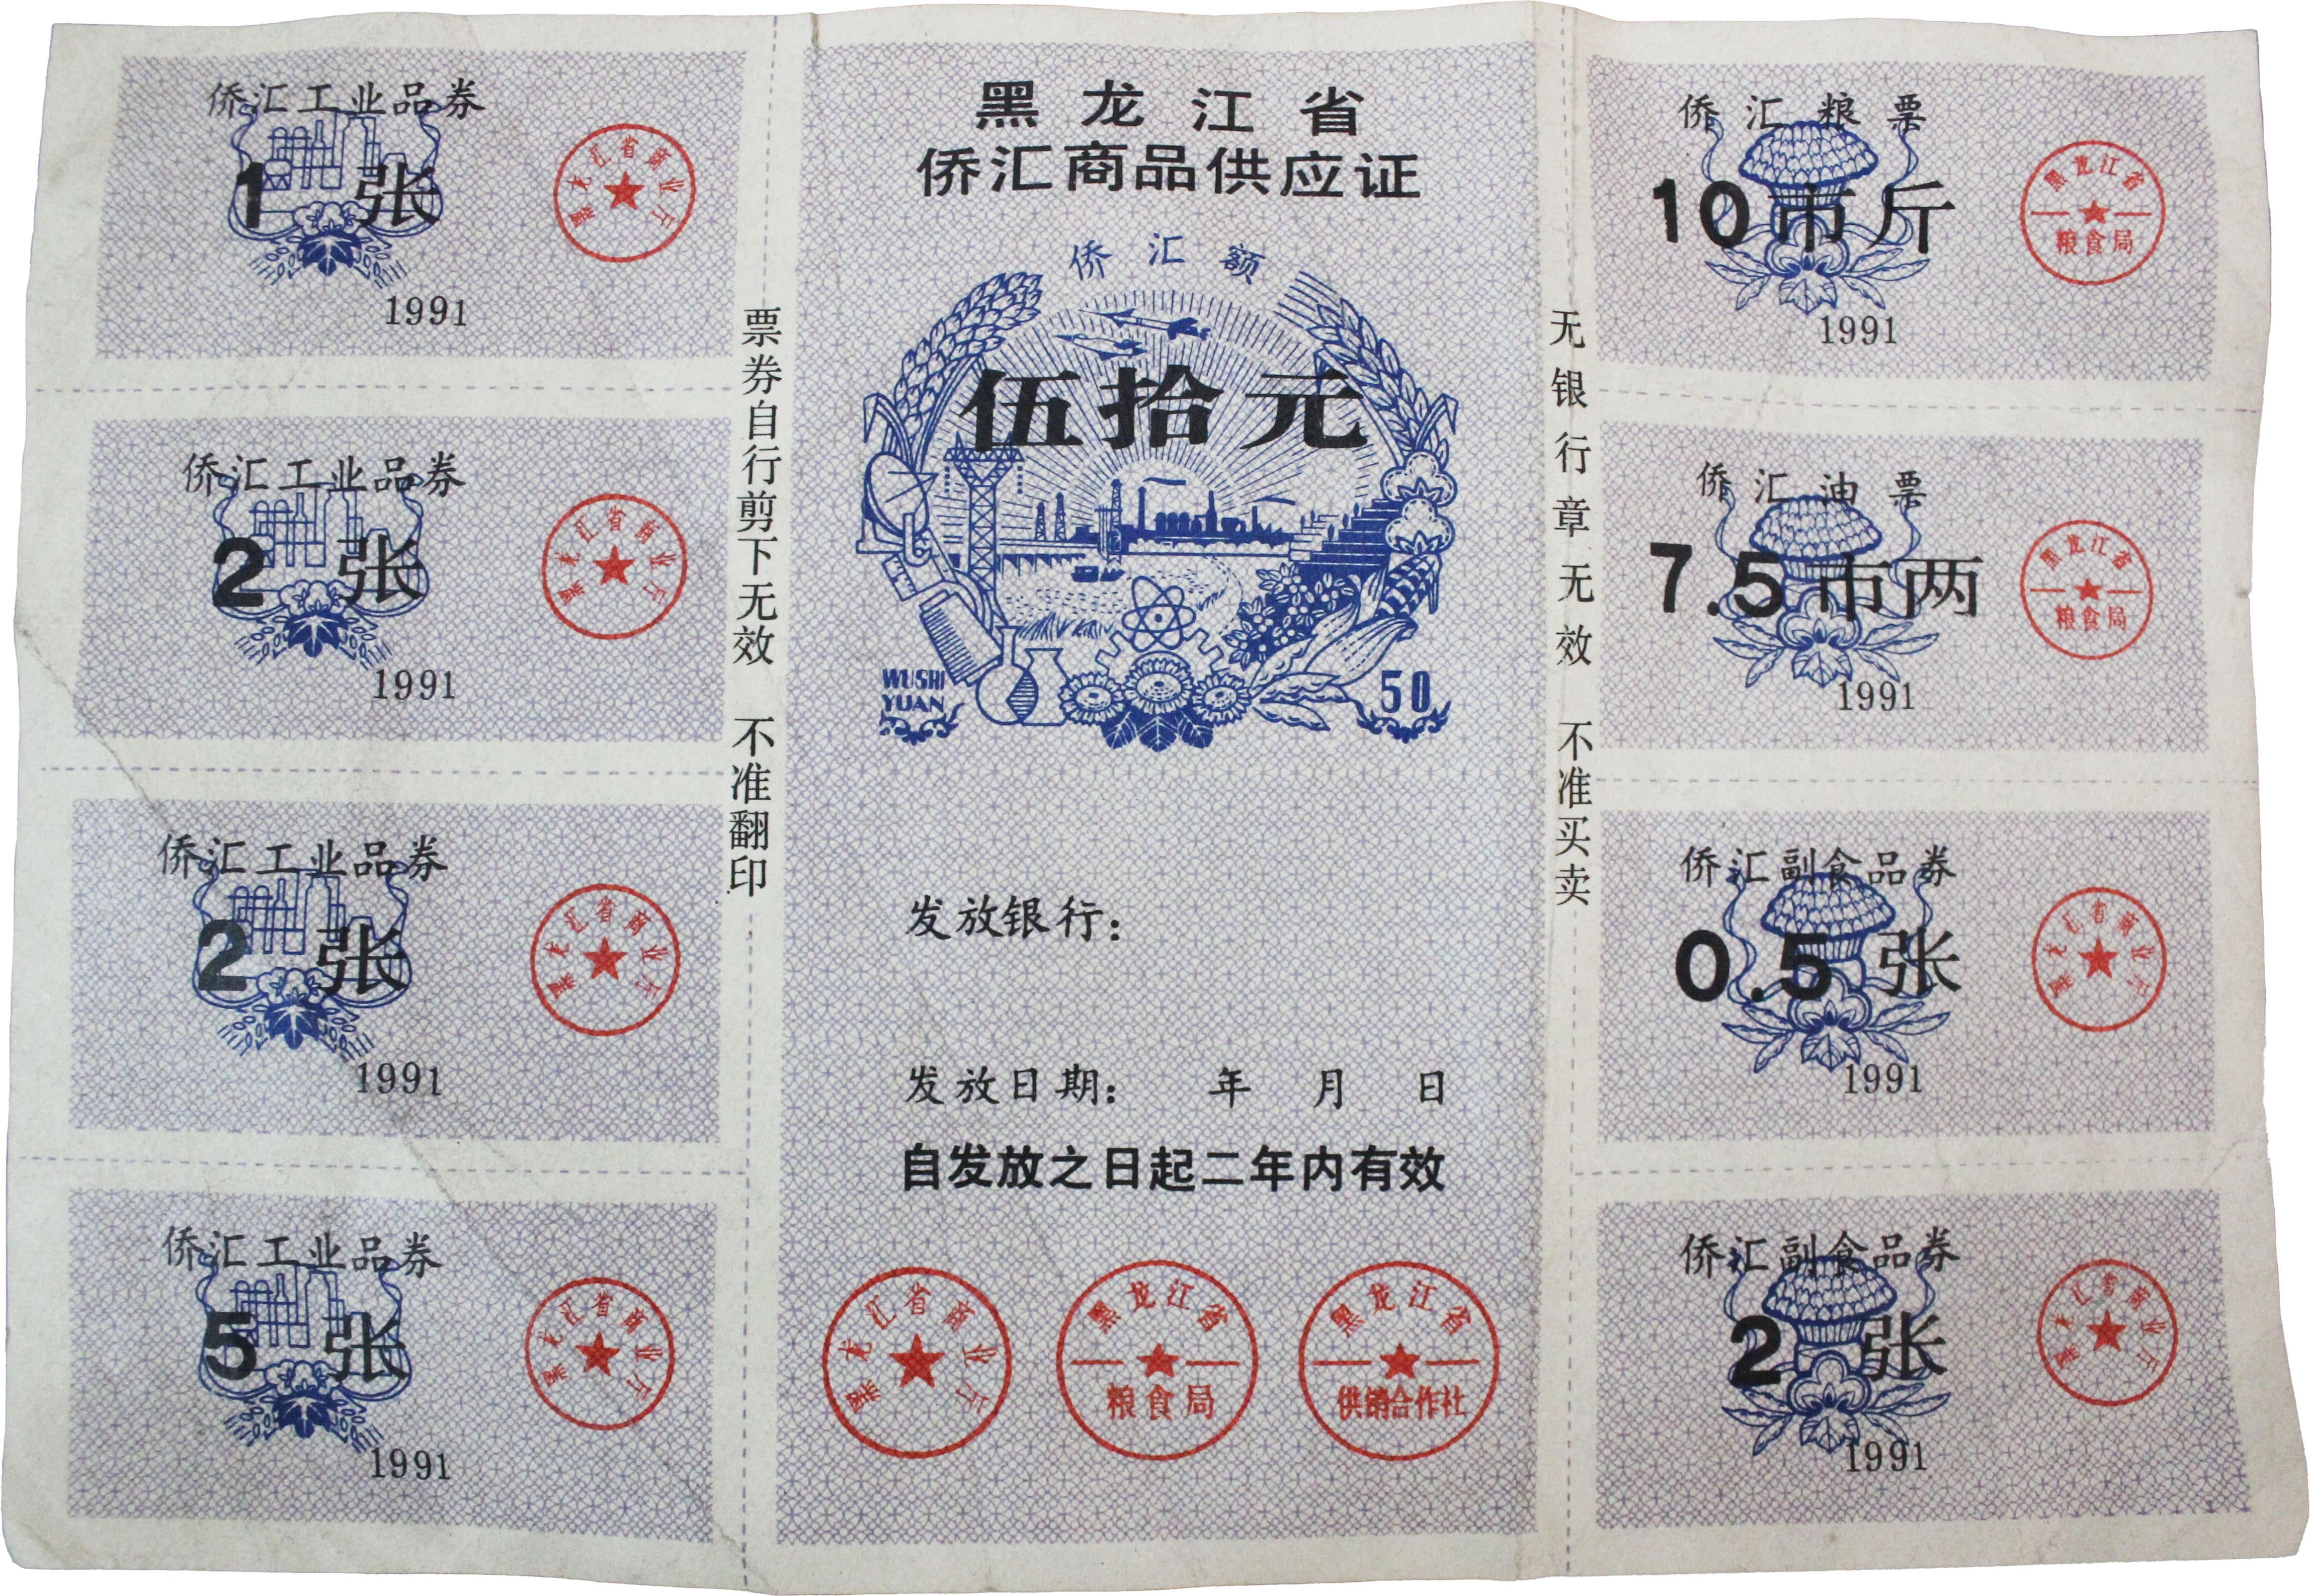 侨汇工业品券
1 张
黑龙江省商业厅
1991
侨汇工业品券
2 张
黑龙江省商业厅
1991
侨汇工业品券
2 张
黑龙江省商业厅
1991
侨汇工业品券
5 张
黑龙江省商业厅
1991
票券自行剪下无效 不准翻印
黑龙江省
侨汇商品供应证
侨汇额
伍拾元
WUSHI
YUAN
50
发放银行：
发放日期： 年 月 日
自发放之日起二年内有效
黑龙江省商业厅
黑龙江省
粮食局
黑龙江省
供销合作社
无银行章无效 不准买卖
侨汇粮票
10市斤
黑龙江省
粮食局
1991
侨汇油票
7.5市两
黑龙江省
粮食局
1991
侨汇副食品券
0.5 张
黑龙江省商业厅
1991
侨汇副食品券
2 张
黑龙江省商业厅
1991